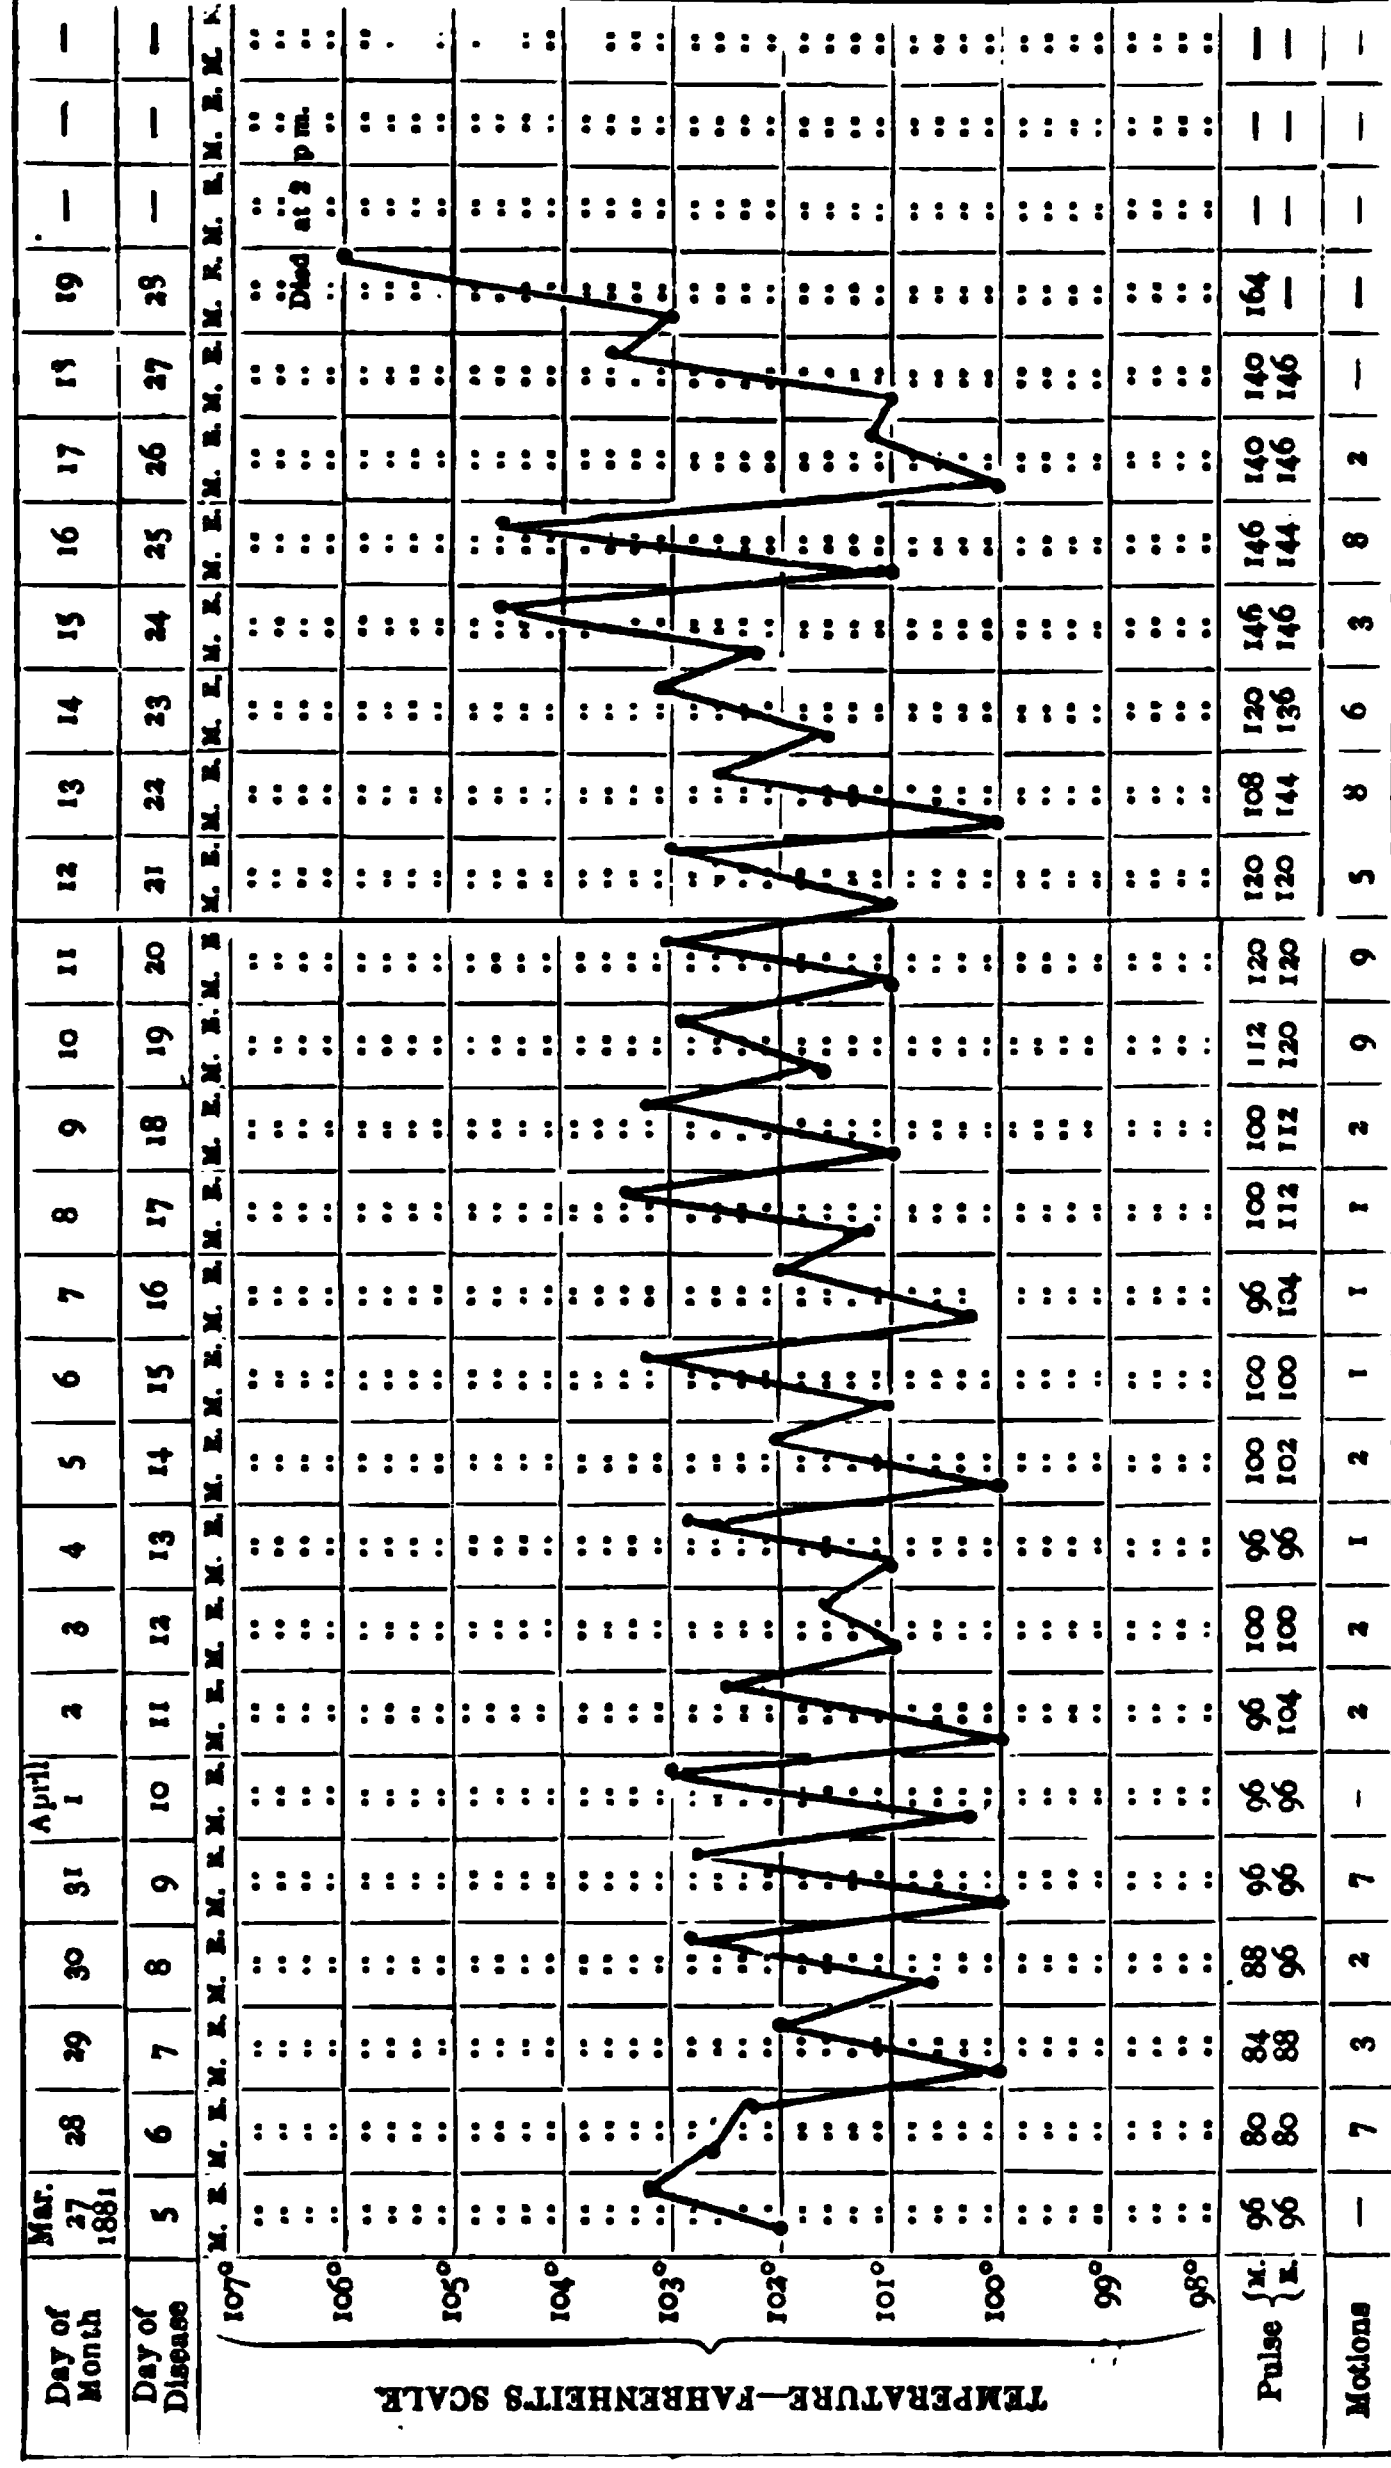 Day of Month Mar. 27 1881 28 29 30 31 April 1 2 3 4 5 6 7 8 9 10 11 12 13 14 15 16 17 18 19 — — —
Day of Disease 5 6 7 8 9 10 11 12 13 14 15 16 17 18 19 20 21 22 23 24 25 26 27 28 — — —
M. E. M. E. M. E. M. E. M. E. M. E. M. E. M. E. M. E. M. E. M. E. M. E. M. E. M. E. M. E. M. E. M. E. M. E. M. E. M. E. M. E. M. E. M. E. M. E. M. E. M. E. M. E.
TEMPERATURE—FAHRENHEIT'S SCALE
107°
106°
105°
104°
103°
102°
101°
100°
99°
98°
Died at 2 p m.
Pulse M. 96 80 84 88 96 96 96 100 96 100 100 96 100 100 112 120 120 108 120 146 146 140 140 164 — — —
E. 96 80 88 96 96 96 104 100 96 102 100 104 112 112 120 120 120 144 136 146 144 146 146 — — — —
Motions — 7 3 2 7 – 2 2 1 2 1 1 1 2 9 9 5 8 6 3 8 2 — — – – –